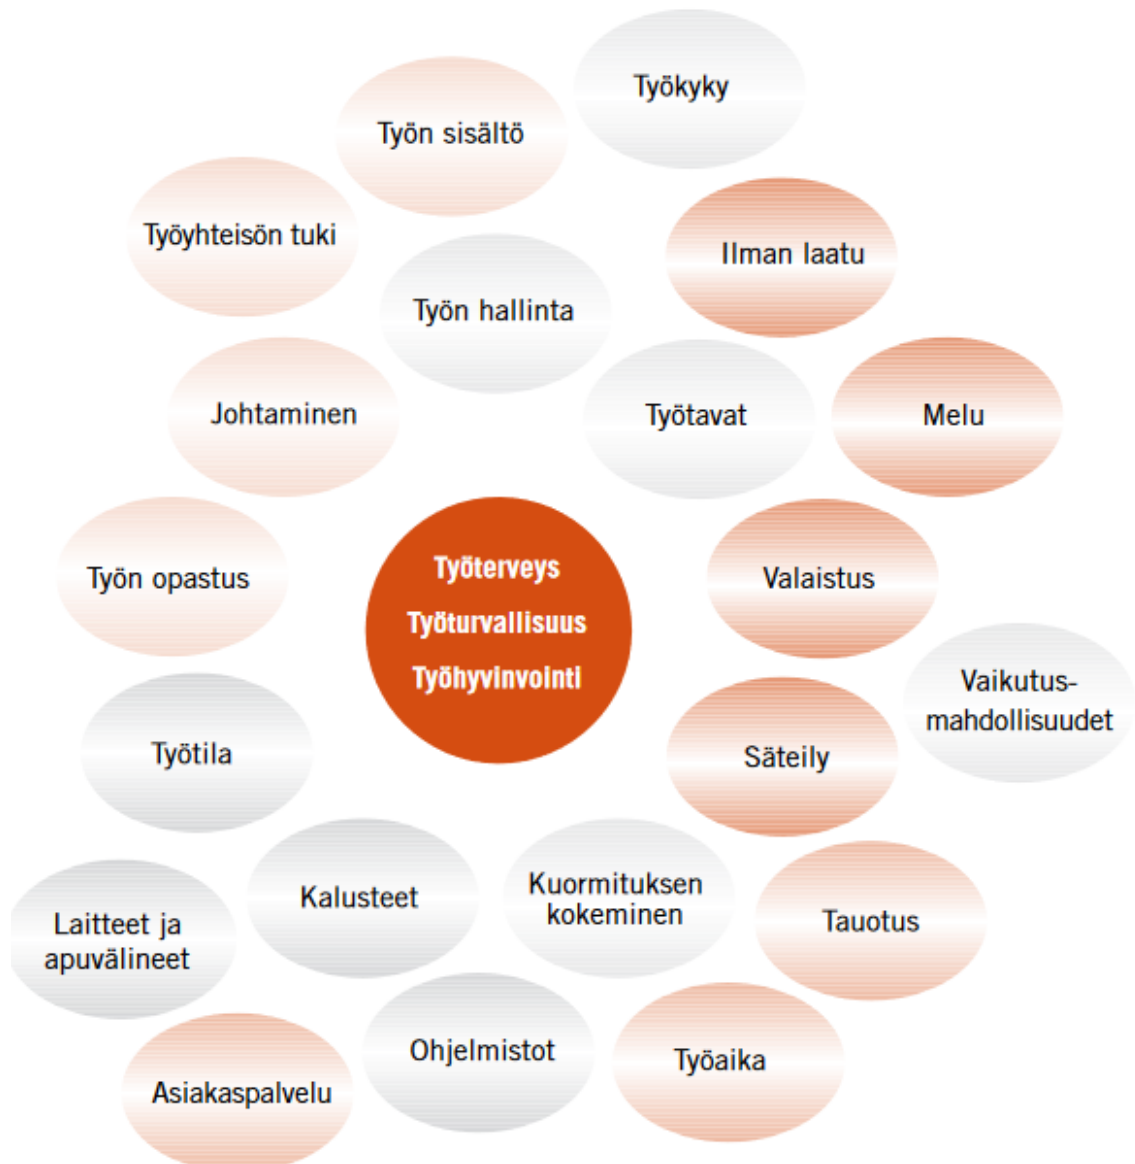 Työkyky
Työn sisältö
Työyhteisön tuki
Ilman laatu
Työn hallinta
Johtaminen
Työtavat
Melu
Työterveys
Työturvallisuus
Työhyvinvointi
Työn opastus
Valaistus
Vaikutus-
mahdollisuudet
Työtila
Säteily
Kalusteet
Kuormituksen
kokeminen
Laitteet ja
apuvälineet
Tauotus
Ohjelmistot
Työaika
Asiakaspalvelu